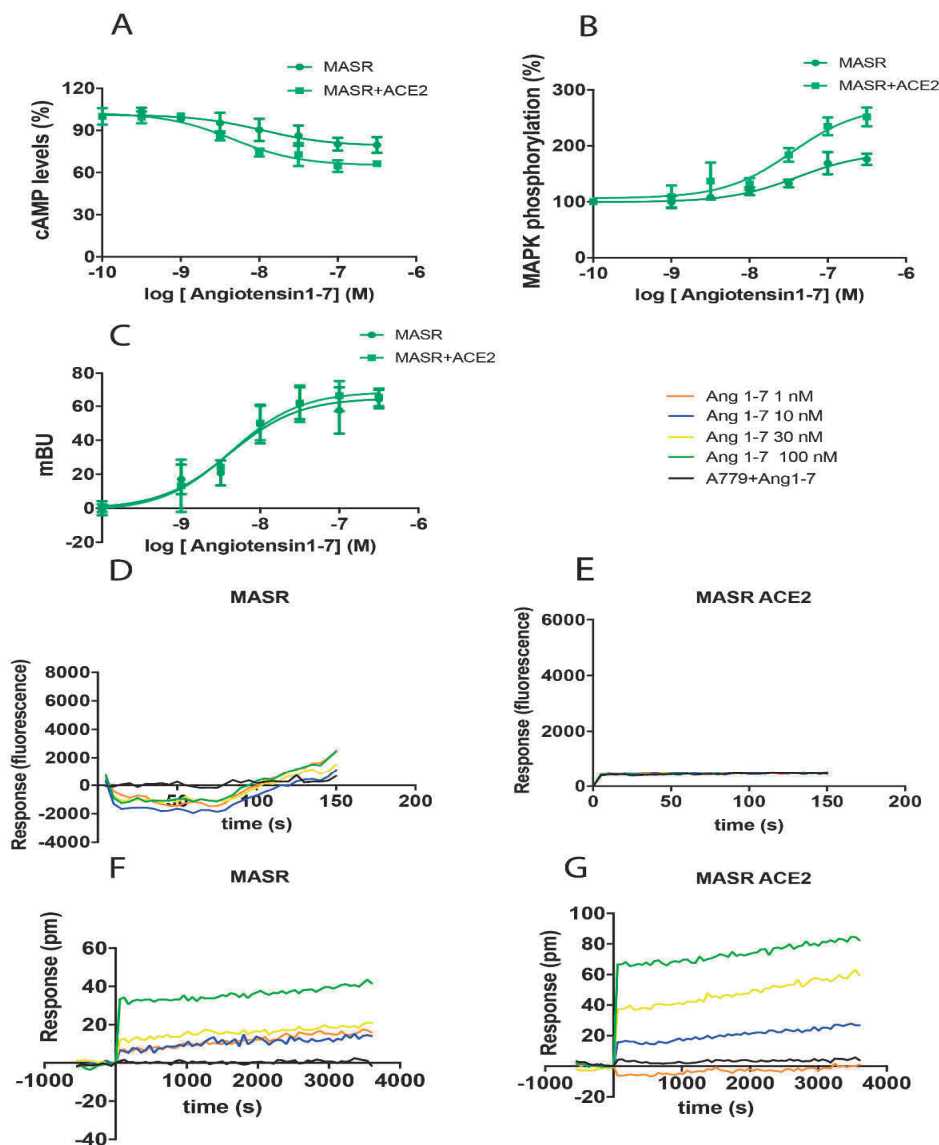 A
MASR
MASR+ACE2
cAMP levels (%)
120
90
60
30
0
-10 -9 -8 -7 -6
log [ Angiotensin1-7] (M)
B
MASR
MASR+ACE2
MAPK phosphorylation (%)
300
200
100
0
-10 -9 -8 -7 -6
log [ Angiotensin1-7] (M)
C
MASR
MASR+ACE2
mBU
80
60
40
20
0
-20
-9 -8 -7 -6
log [ Angiotensin1-7] (M)
Ang 1-7 1 nM
Ang 1-7 10 nM
Ang 1-7 30 nM
Ang 1-7 100 nM
A779+Ang1-7
D
MASR
Response (fluorescence)
8000
6000
4000
2000
0
-2000
-4000
50 100 150 200
time (s)
E
MASR ACE2
Response (fluorescence)
6000
4000
2000
0
0 50 100 150 200
time (s)
F
MASR
Response (pm)
60
40
20
-20
-40
-1000 1000 2000 3000 4000
time (s)
G
MASR ACE2
Response (pm)
100
80
60
40
20
0
-20
-1000 1000 2000 3000 4000
time (s)